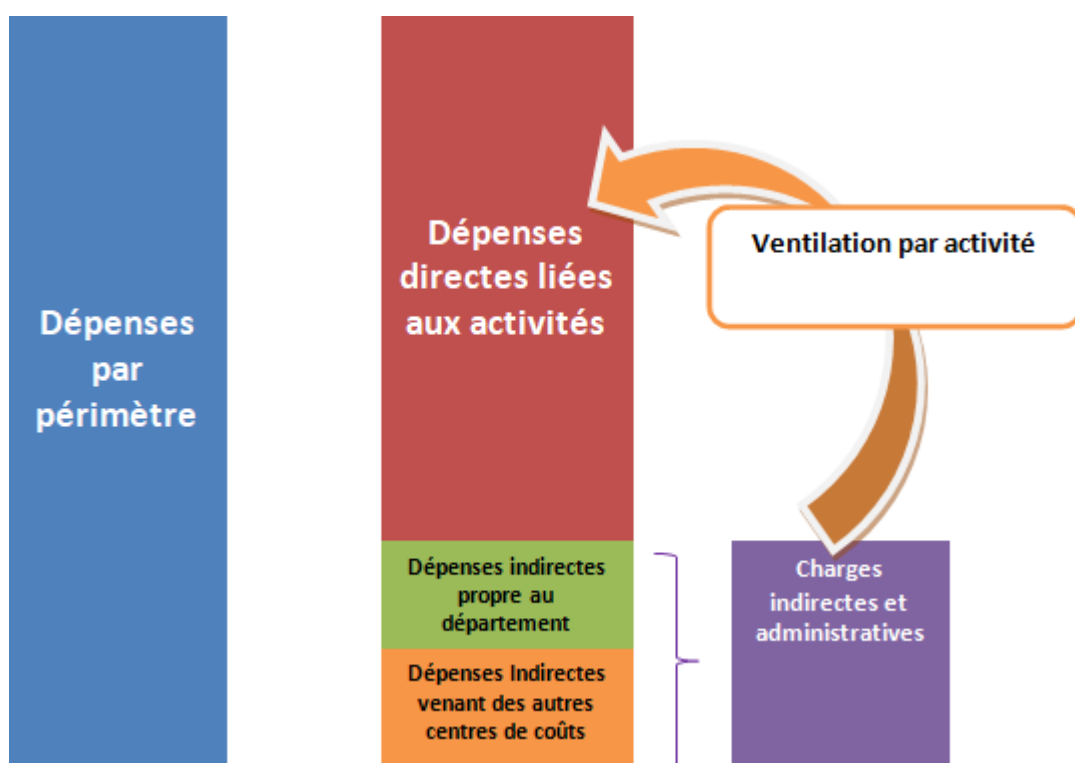 Dépenses
par
périmètre
Dépenses
directes liées
aux activités
Dépenses indirectes
propre au
département
Dépenses Indirectes
venant des autres
centres de coûts
Ventilation par activité
Charges
indirectes et
administratives